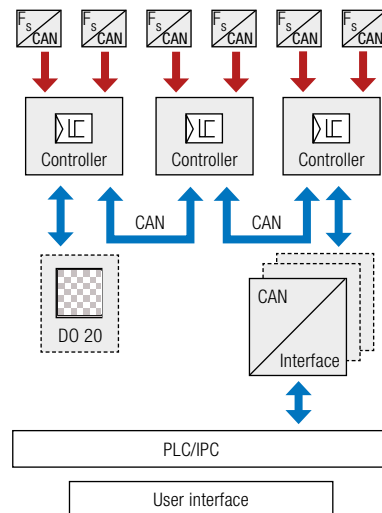 Fs CAN Fs CAN Fs CAN Fs CAN Fs CAN Fs CAN
Controller Controller Controller
CAN CAN
CAN
DO 20
Interface
PLC/IPC
User interface